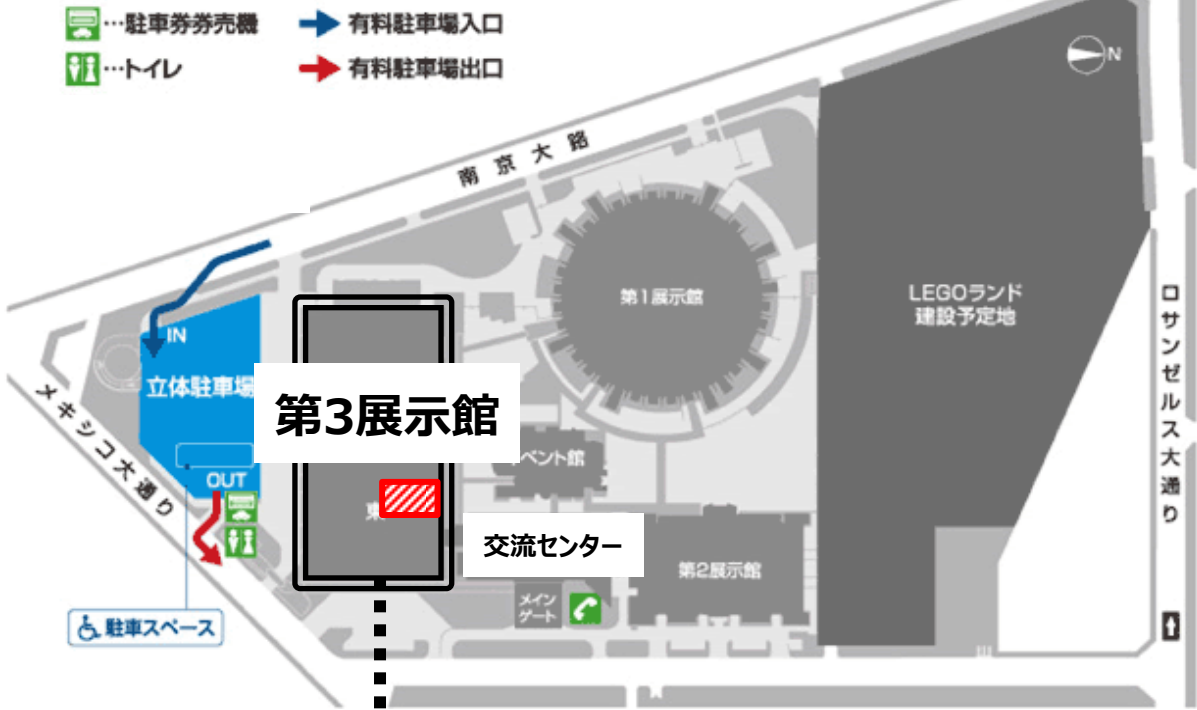 …駐車券券売機
有料駐車場入口
…トイレ
有料駐車場出口
N
南京大路
第1展示館
LEGOランド
建設予定地
ロサンゼルス大通り
IN
立体駐車場
第3展示館
メキシコ大通り
ベント館
OUT
東
交流センター
第2展示館
メイン
ゲート
駐車スペース